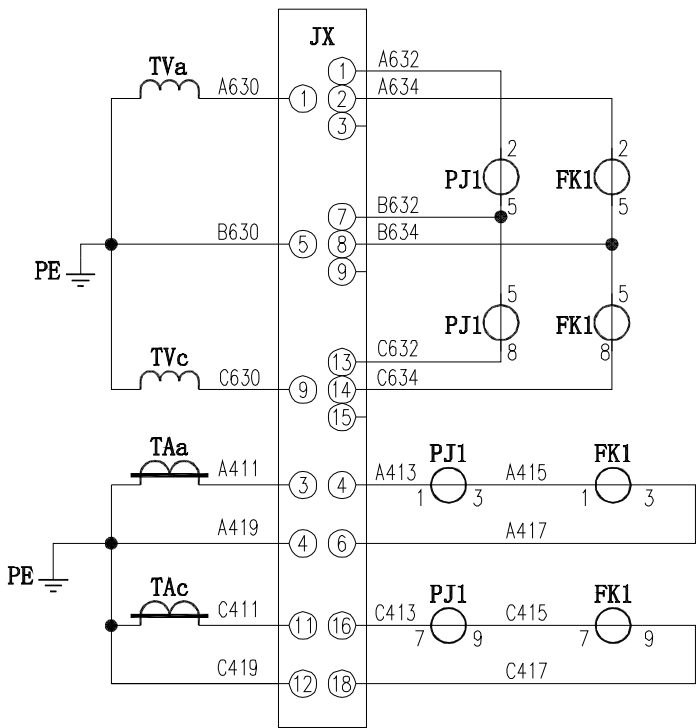 JX
TVa A630 1 1 A632
2 A634
3
PJ1 2 5 FK1 2 5
7 B632
PE B630 5 8 B634
9
PJ1 5 8 FK1 5 8
TVc C630 9 13 C632
14 C634
15
TAa A411 3 4 A413 1 PJ1 3 A415 1 FK1 3
PE A419 4 6 A417
TAc C411 11 16 C413 7 PJ1 9 C415 7 FK1 9
C419 12 18 C417